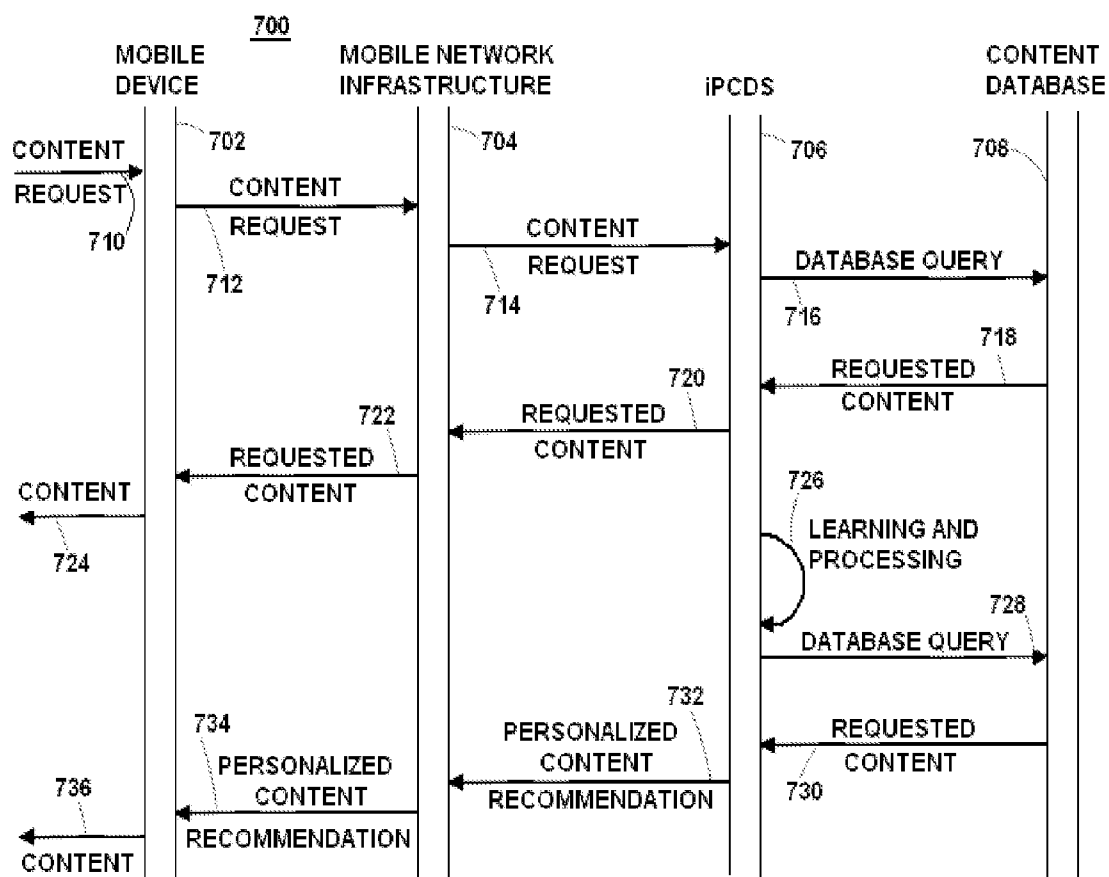 700
MOBILE
DEVICE
MOBILE NETWORK
INFRASTRUCTURE
iPCDS
CONTENT
DATABASE
702
704
706
708
CONTENT
REQUEST
710
CONTENT
REQUEST
712
CONTENT
REQUEST
714
DATABASE QUERY
716
718
REQUESTED
CONTENT
720
REQUESTED
CONTENT
722
REQUESTED
CONTENT
CONTENT
724
726
LEARNING AND
PROCESSING
728
DATABASE QUERY
REQUESTED
CONTENT
730
732
PERSONALIZED
CONTENT
RECOMMENDATION
734
PERSONALIZED
CONTENT
RECOMMENDATION
736
CONTENT